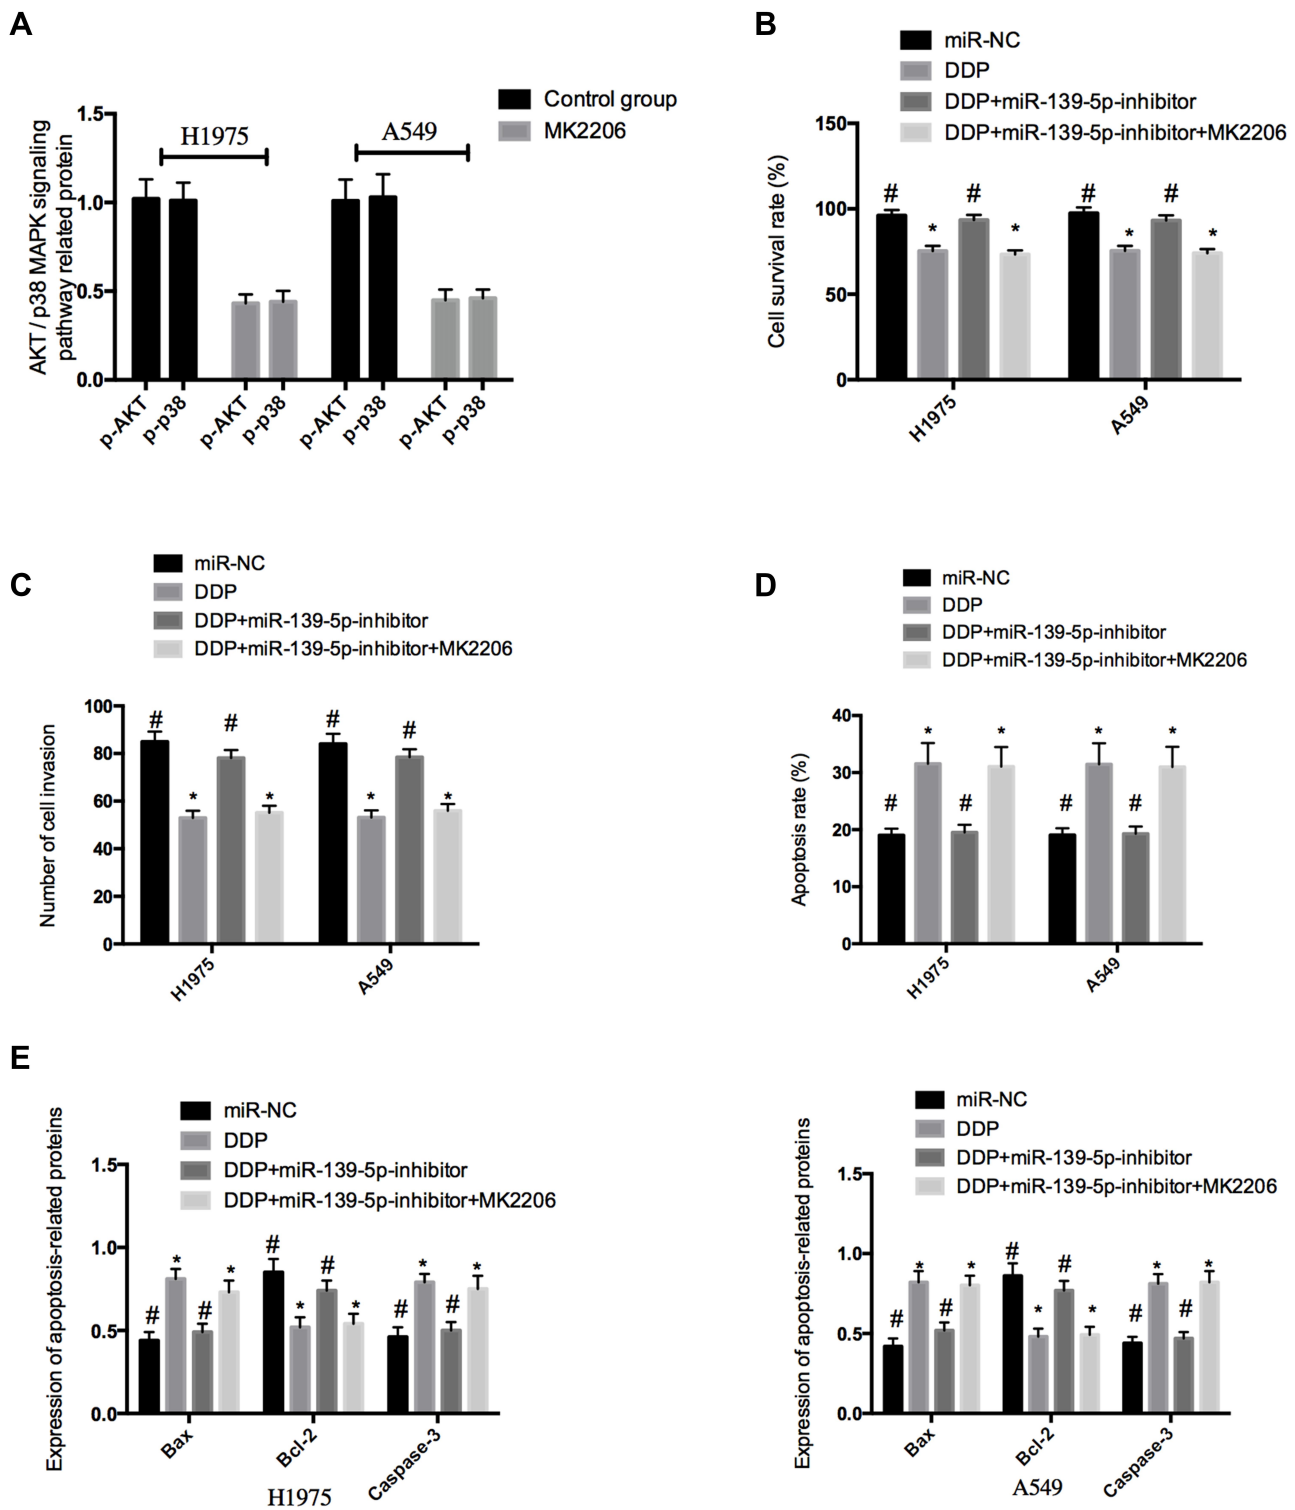 A
Control group
MK2206
AKT / p38 MAPK signaling
pathway related protein
1.5
1.0
0.5
0.0
H1975
A549
p-AKT
p-p38
p-AKT
p-p38
p-AKT
p-p38
p-AKT
p-p38
B
miR-NC
DDP
DDP+miR-139-5p-inhibitor
DDP+miR-139-5p-inhibitor+MK2206
Cell survival rate (%)
150
100
50
0
# * # * # * # *
H1975
A549
C
miR-NC
DDP
DDP+miR-139-5p-inhibitor
DDP+miR-139-5p-inhibitor+MK2206
Number of cell invasion
100
80
60
40
20
0
# * # * # * # *
H1975
A549
D
miR-NC
DDP
DDP+miR-139-5p-inhibitor
DDP+miR-139-5p-inhibitor+MK2206
Apoptosis rate (%)
40
30
20
10
0
# * # * # * # *
H1975
A549
E
miR-NC
DDP
DDP+miR-139-5p-inhibitor
DDP+miR-139-5p-inhibitor+MK2206
Expression of apoptosis-related proteins
1.5
1.0
0.5
0.0
# * # * # * # * # * # *
Bax
Bcl-2
Caspase-3
H1975
miR-NC
DDP
DDP+miR-139-5p-inhibitor
DDP+miR-139-5p-inhibitor+MK2206
Expression of apoptosis-related proteins
1.5
1.0
0.5
0.0
# * # * # * # * # * # *
Bax
Bcl-2
Caspase-3
A549